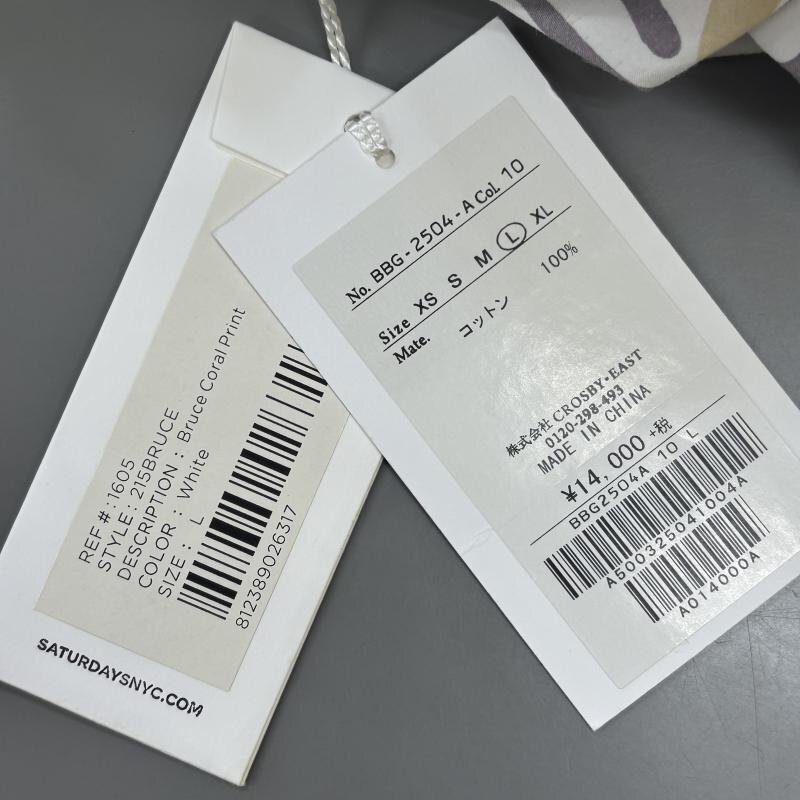 REF # : 1605
STYLE : 215BRUCE
DESCRIPTION : Bruce Coral Print
COLOR : White
SIZE : L
812389026317
SATURDAYSNYC.COM
No. BBG-2504-A Col. 10
Size XS S M L XL
Mate. コットン 100%
株式会社 CROSBY・EAST
0120-298-493
MADE IN CHINA
¥14,000 +税
BBG2504A 10 L
A500325041004A
A014000A